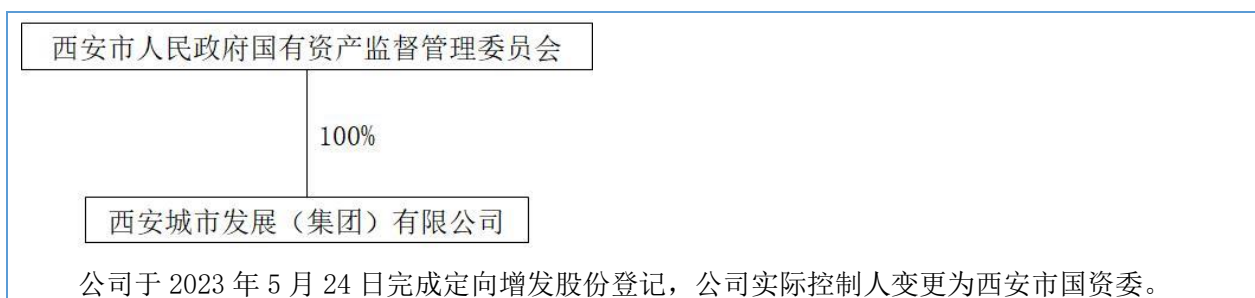 西安市人民政府国有资产监督管理委员会
100%
西安城市发展（集团）有限公司
公司于 2023 年 5 月 24 日完成定向增发股份登记，公司实际控制人变更为西安市国资委。